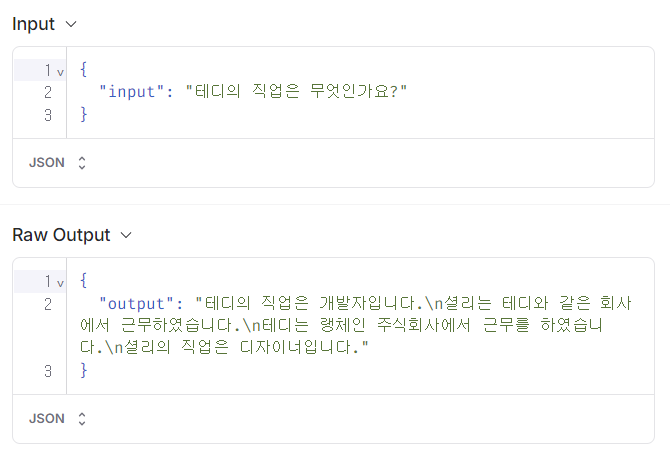 Input
1 {
2 "input": "테디의 직업은 무엇인가요?"
3 }
JSON
Raw Output
1 {
2 "output": "테디의 직업은 개발자입니다.\n셜리는 테디와 같은 회사
에서 근무하였습니다.\n테디는 랭체인 주식회사에서 근무를 하였습니
다.\n셜리의 직업은 디자이너입니다."
3 }
JSON